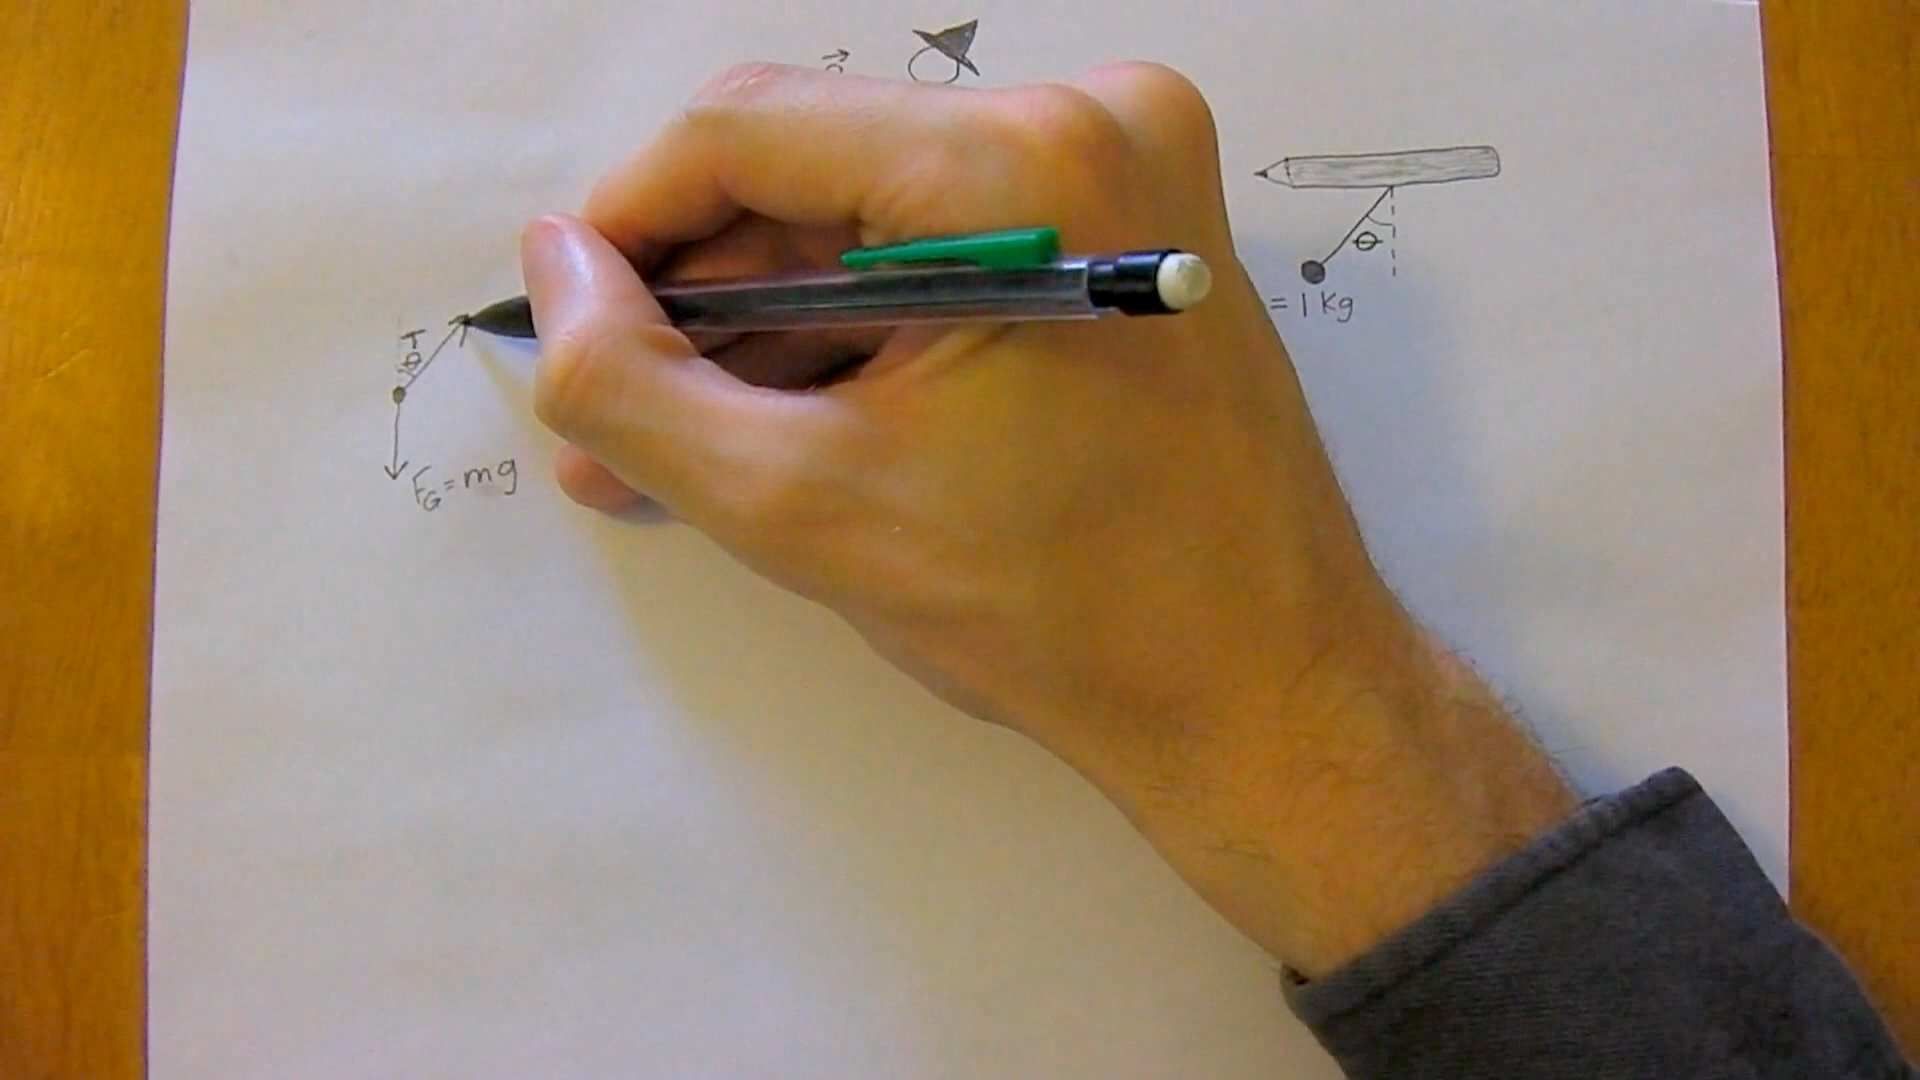 θ
= 1 Kg
T
θ
F_G = mg